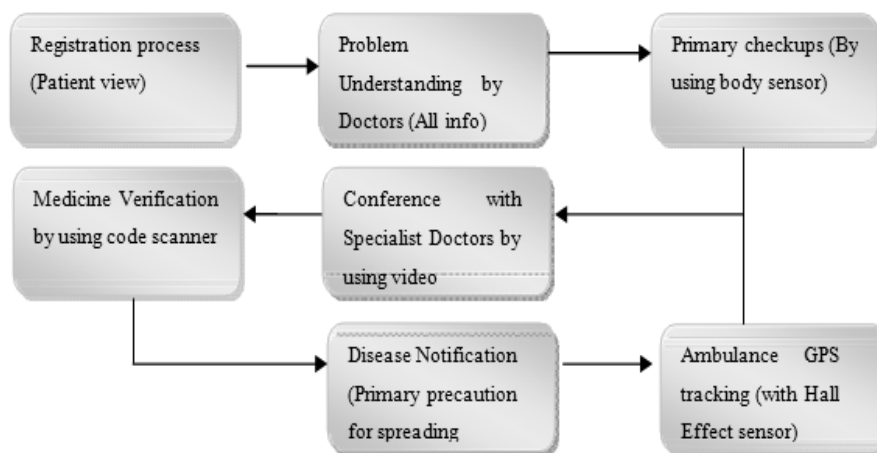 Registration process
(Patient view)
Problem
Understanding by
Doctors (All info)
Primary checkups (By
using body sensor)
Medicine Verification
by using code scanner
Conference with
Specialist Doctors by
using video
Disease Notification
(Primary precaution
for spreading
Ambulance GPS
tracking (with Hall
Effect sensor)